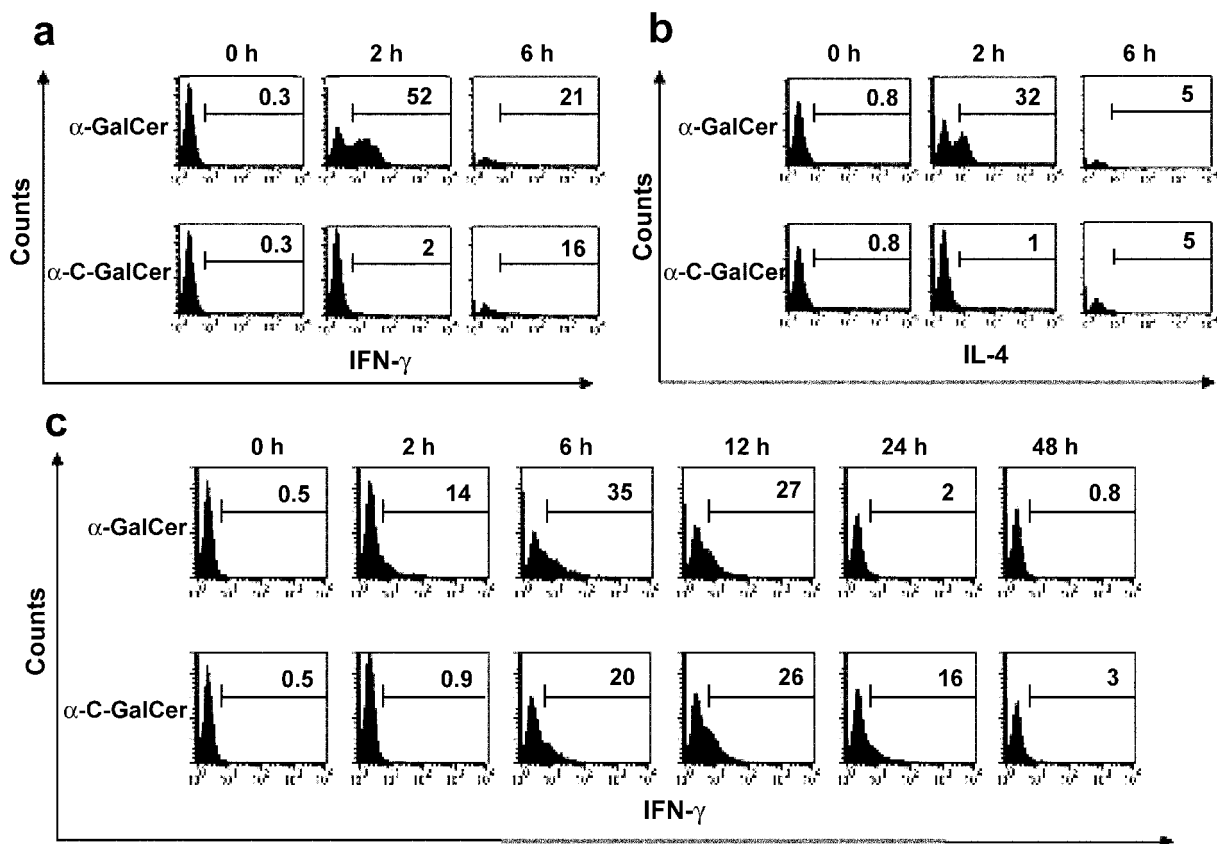 a
0 h 2 h 6 h
α-GalCer 0.3 52 21
α-C-GalCer 0.3 2 16
Counts
IFN-γ
b
0 h 2 h 6 h
α-GalCer 0.8 32 5
α-C-GalCer 0.8 1 5
Counts
IL-4
c
0 h 2 h 6 h 12 h 24 h 48 h
α-GalCer 0.5 14 35 27 2 0.8
α-C-GalCer 0.5 0.9 20 26 16 3
Counts
IFN-γ